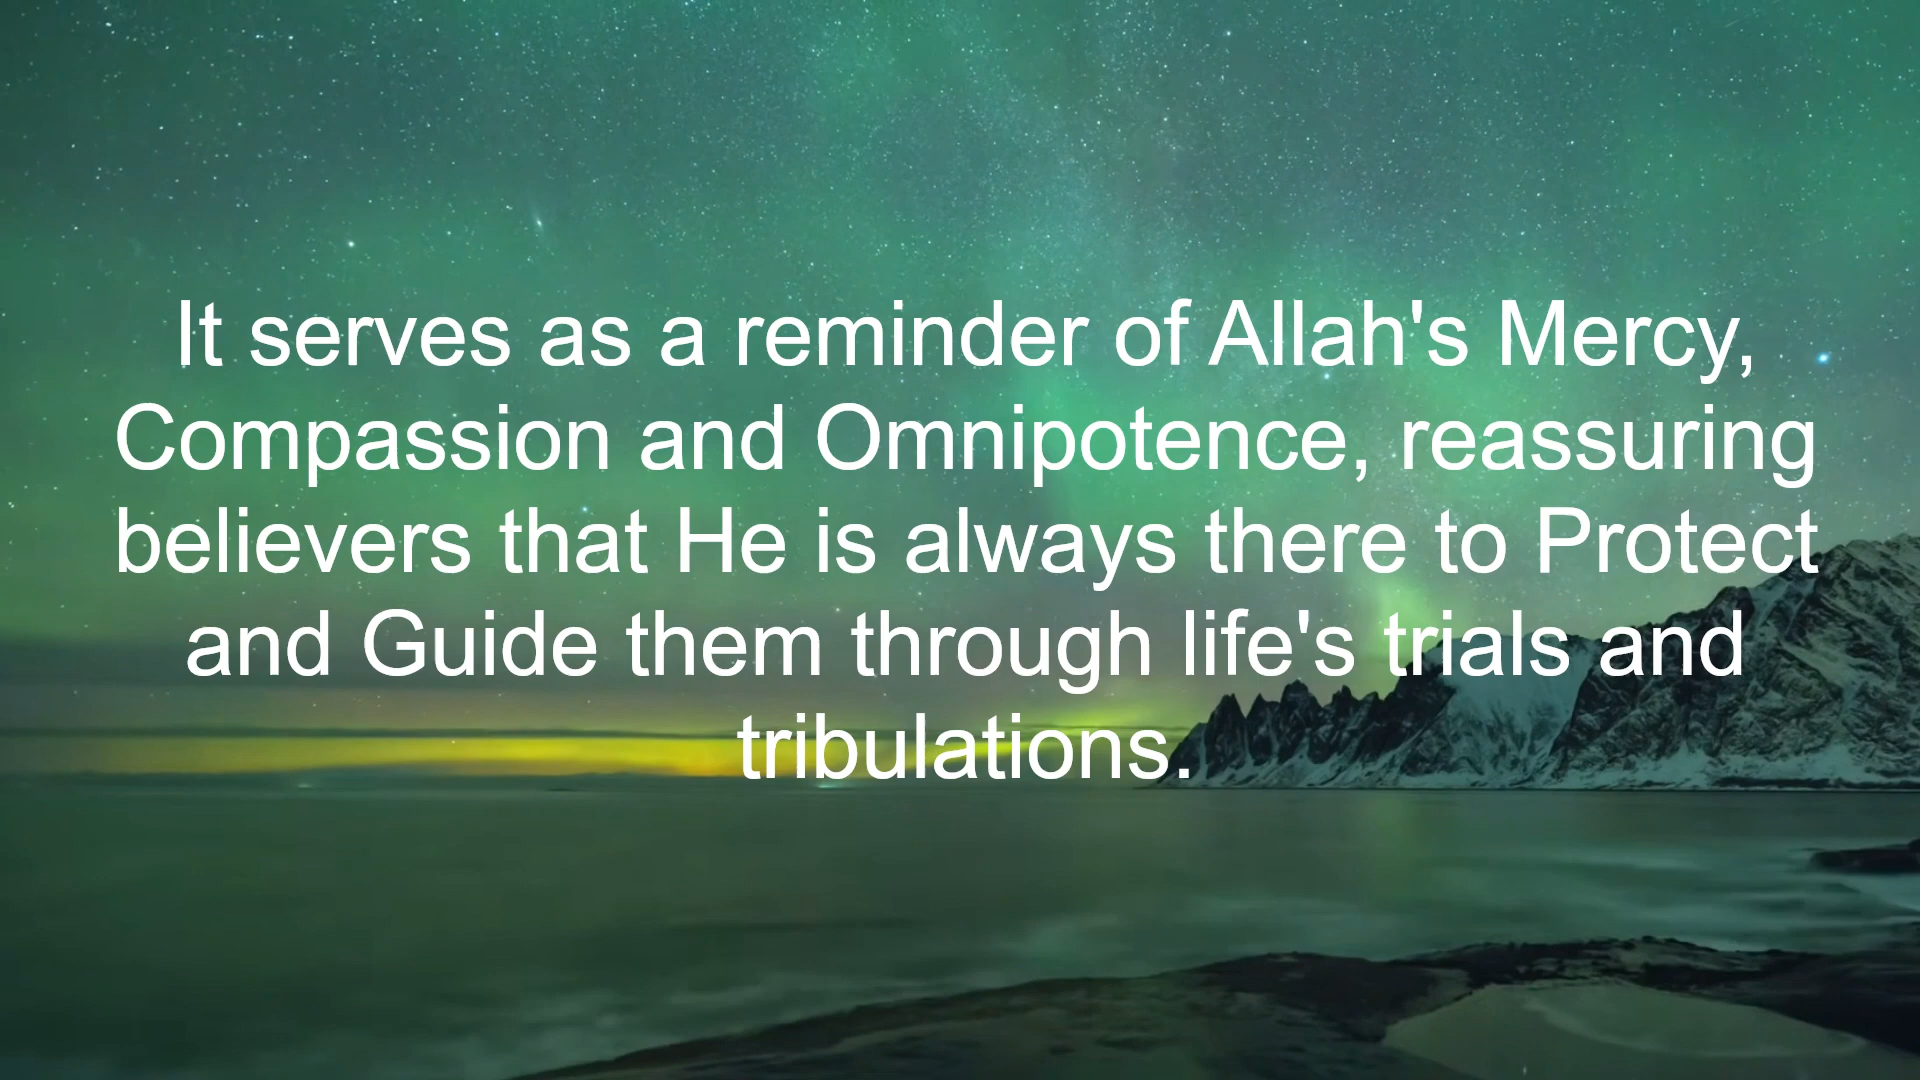 It serves as a reminder of Allah's Mercy,
Compassion and Omnipotence, reassuring
believers that He is always there to Protect
and Guide them through life's trials and
tribulations.